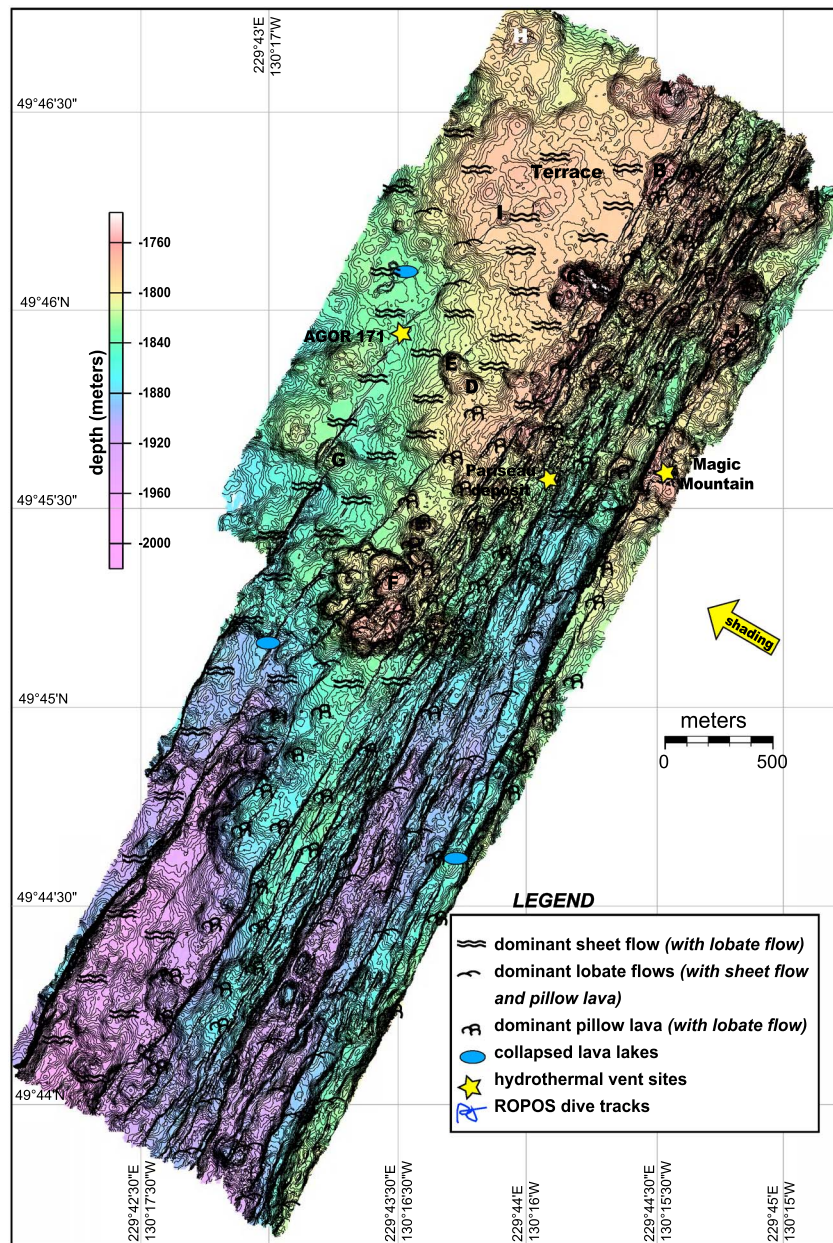 229°43'E
130°17'W
H
49°46'30"
A
B
Terrace
I
depth (meters)
-1760
-1800
-1840
-1880
-1920
-1960
-2000
49°46'N
C
AGOR 171
J
E
D
G
Pariseau
deposit
Magic
Mountain
49°45'30"
F
shading
49°45'N
meters
0
500
49°44'30"
LEGEND
dominant sheet flow (with lobate flow)
dominant lobate flows (with sheet flow
and pillow lava)
dominant pillow lava (with lobate flow)
collapsed lava lakes
hydrothermal vent sites
ROPOS dive tracks
49°44'N
229°42'30"E
130°17'30"W
229°43'30"E
130°16'30"W
229°44'E
130°16'W
229°44'30"E
130°15'30"W
229°45'E
130°15'W